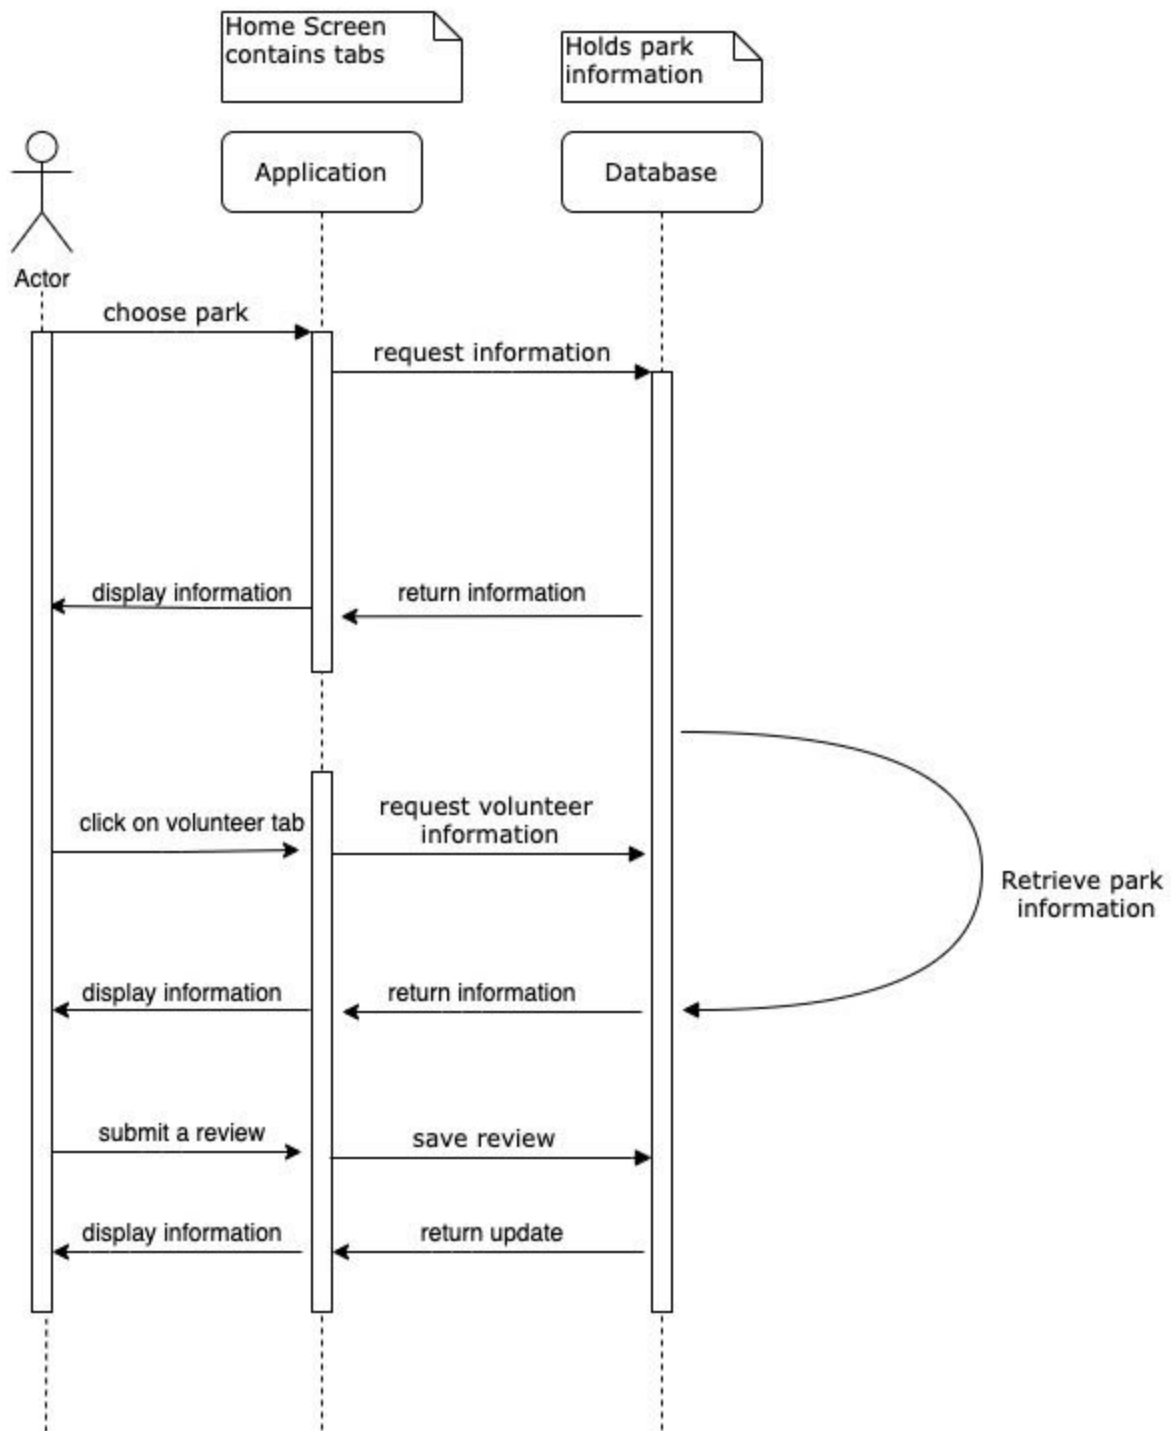 Home Screen
contains tabs
Holds park
information
Application
Database
Actor
choose park
request information
display information
return information
click on volunteer tab
request volunteer
information
Retrieve park
information
display information
return information
submit a review
save review
display information
return update